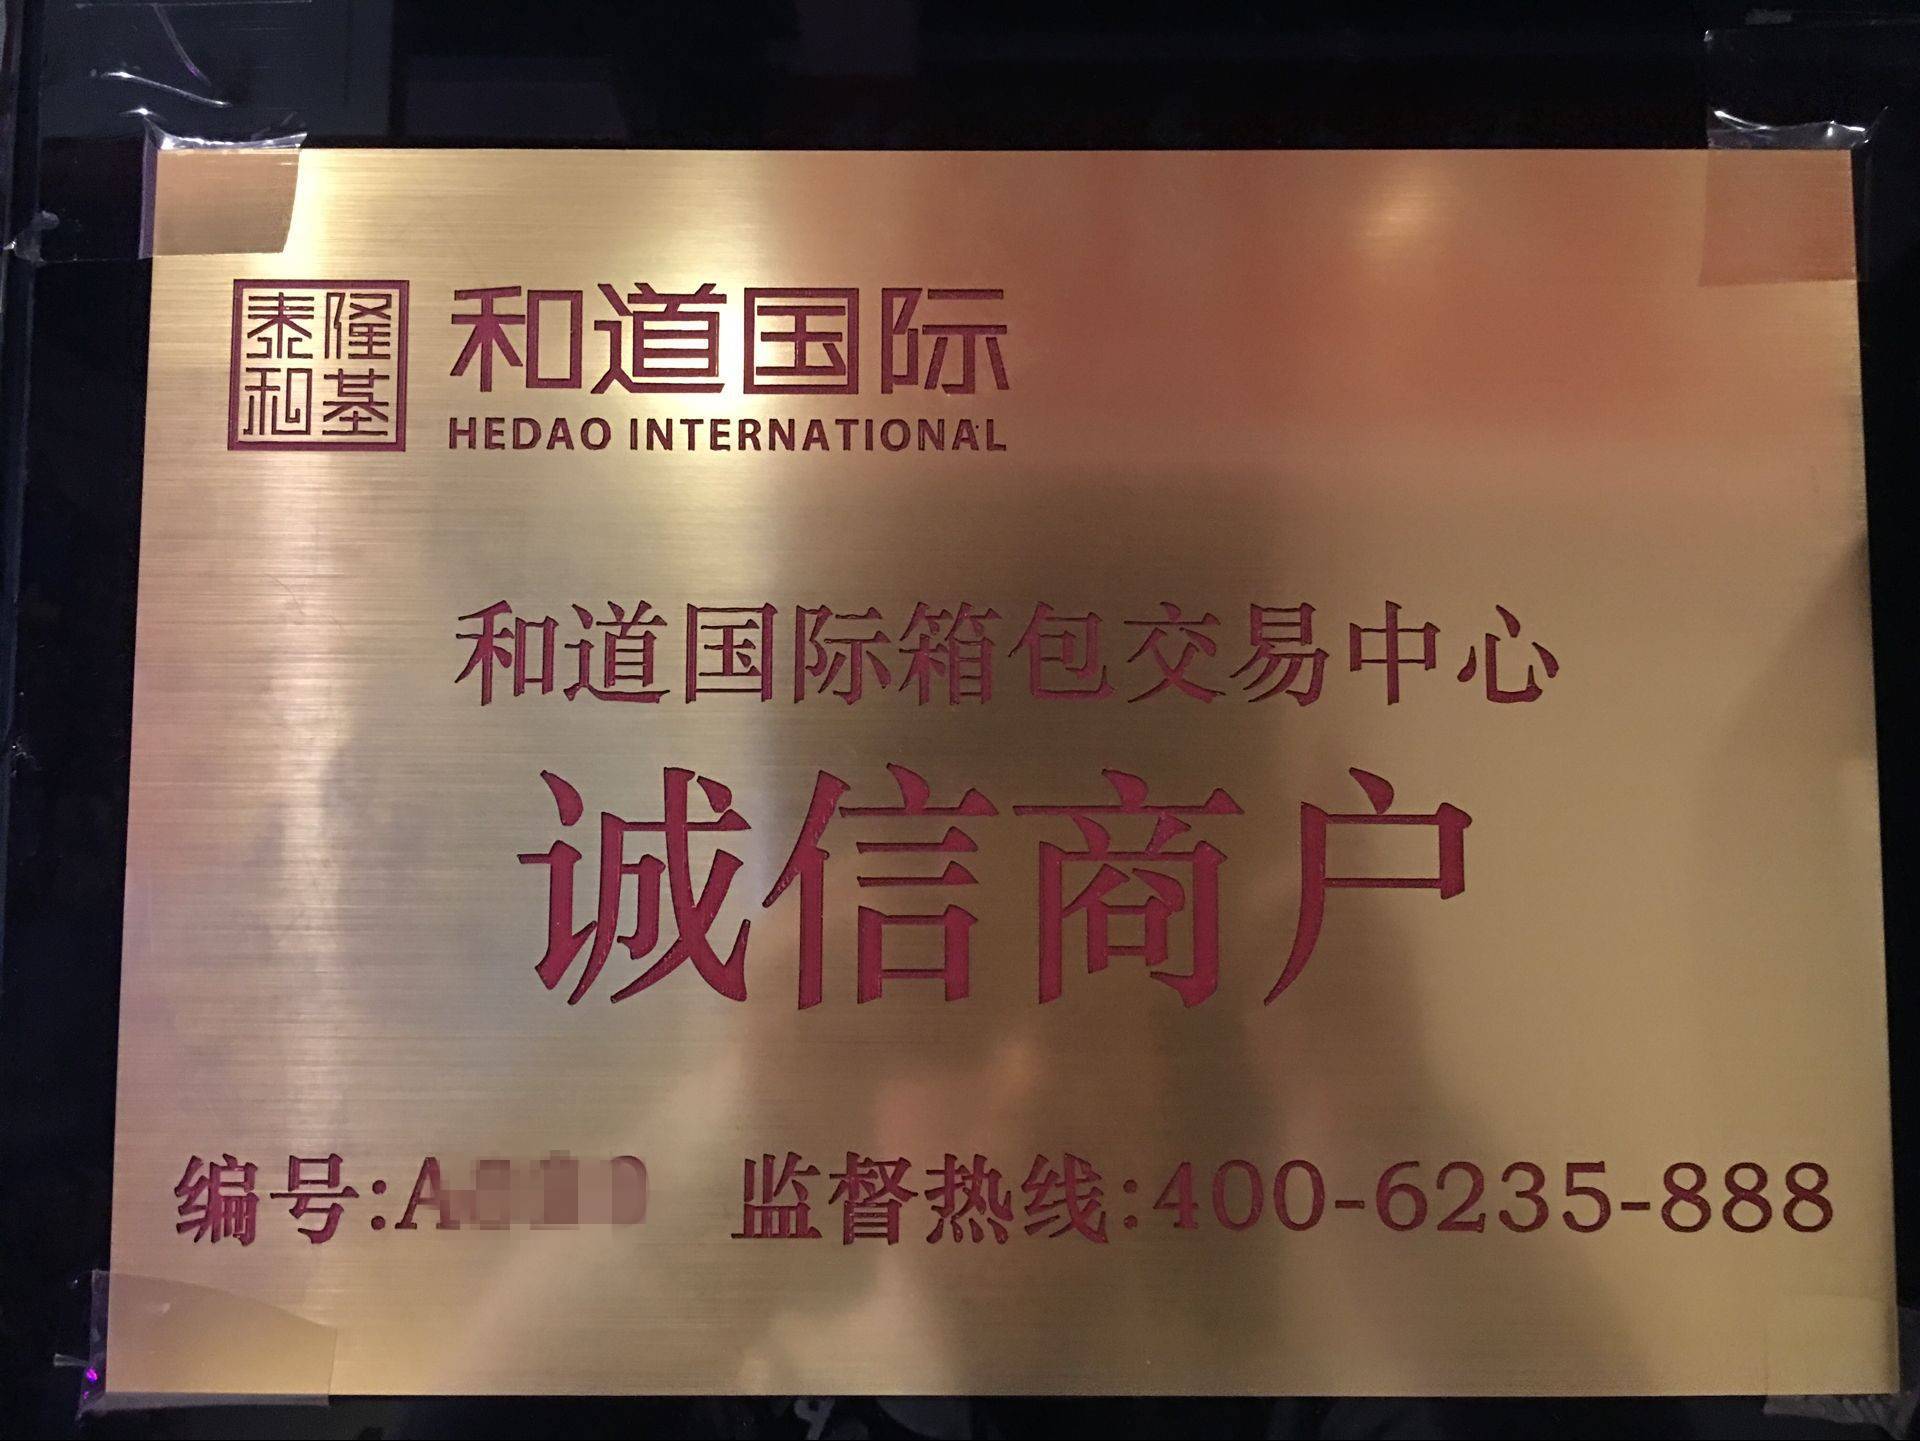 泰隆
和基
和道国际
HEDAO INTERNATIONAL
和道国际箱包交易中心
诚信商户
编号:A 监督热线:400-6235-888